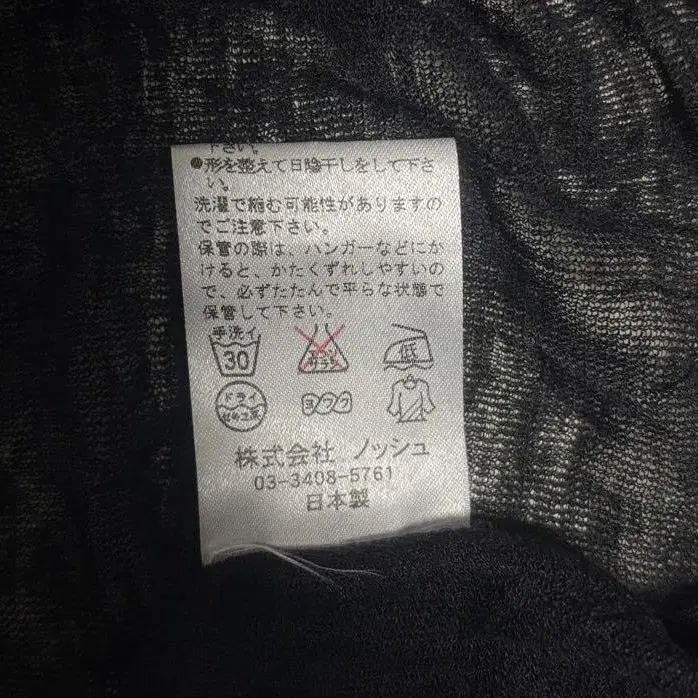 下さい。
●形を整えて日陰干しをして下さ
い。
洗濯で縮む可能性がありますの
でご注意下さい。
保管の際は、ハンガーなどにか
けると、かたくずれしやすいの
で、必ずたたんで平らな状態で
保管して下さい。
手洗イ
30
エンソ
サラシ
低
ドライ
セキユ系
ヨワク
株式会社 ノッシュ
03-3408-5761
日本製